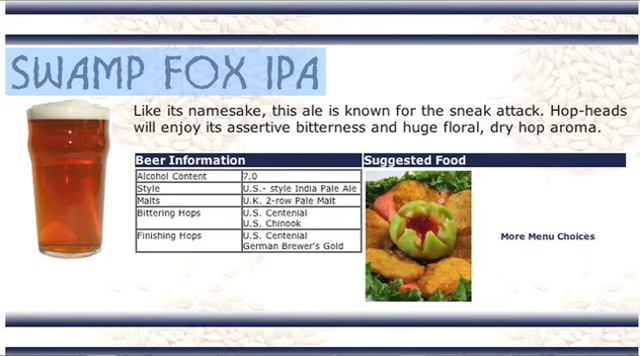 SWAMP FOX IPA
Like its namesake, this ale is known for the sneak attack. Hop-heads
will enjoy its assertive bitterness and huge floral, dry hop aroma.
Beer Information
Alcohol Content 7.0
Style U.S.- style India Pale Ale
Malts U.K. 2-row Pale Malt
Bittering Hops U.S. Centenial
U.S. Chinook
Finishing Hops U.S. Centenial
German Brewer's Gold
Suggested Food
More Menu Choices